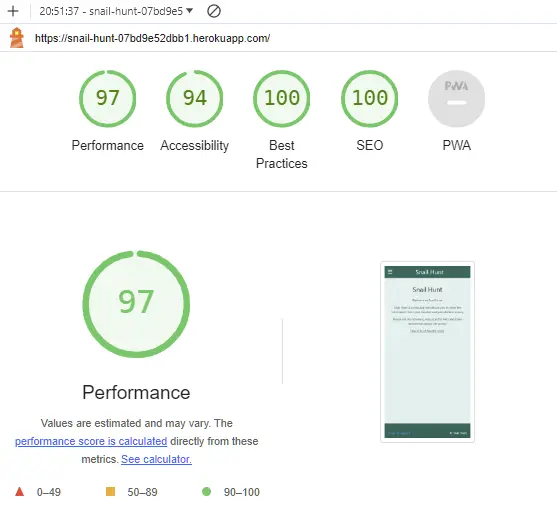 20:51:37 - snail-hunt-07bd9e5
https://snail-hunt-07bd9e52dbb1.herokuapp.com/
97
94
100
100
PWA
Performance
Accessibility
Best
Practices
SEO
PWA
97
Snail Hunt
Snail Hunt
Performance
Values are estimated and may vary. The
performance score is calculated directly from these
metrics. See calculator.
0–49
50–89
90–100